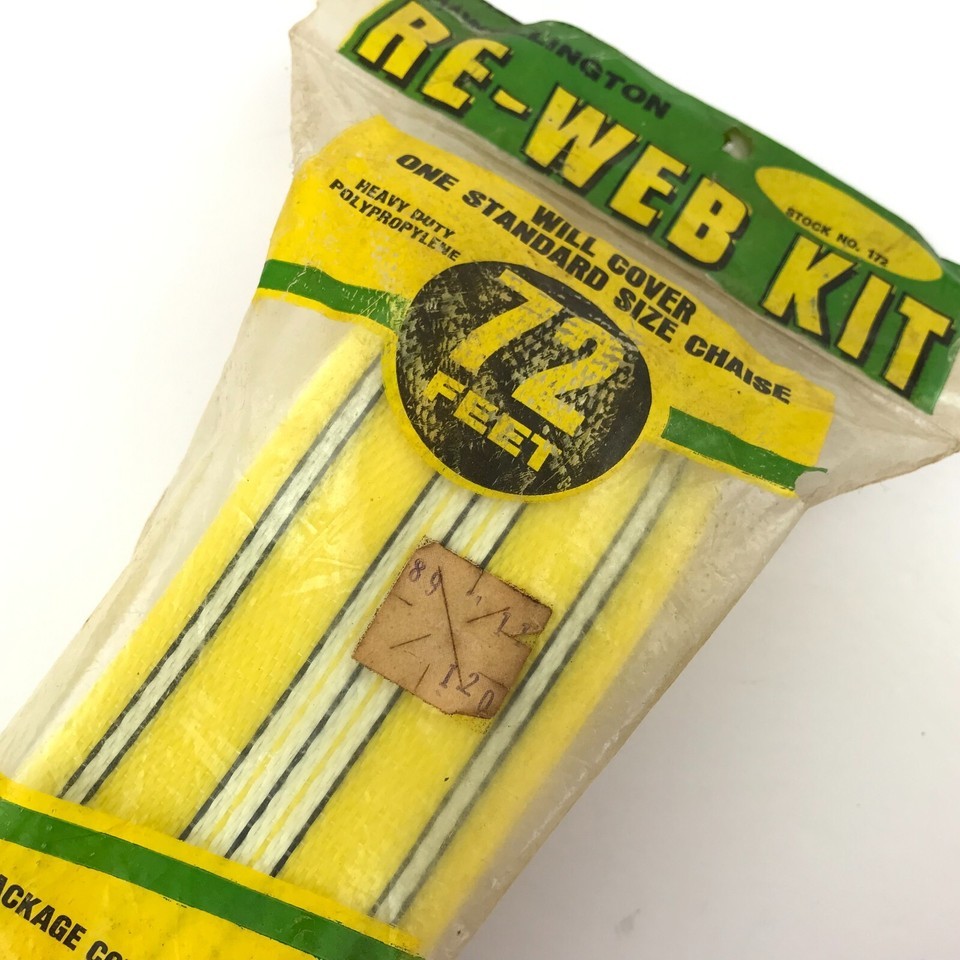 LINGTON
RE-WEB KIT
STOCK NO. 172
WILL COVER
ONE STANDARD SIZE CHAISE
HEAVY DUTY
POLYPROPYLENE
72
FEET
89
120
ACKAGE CO